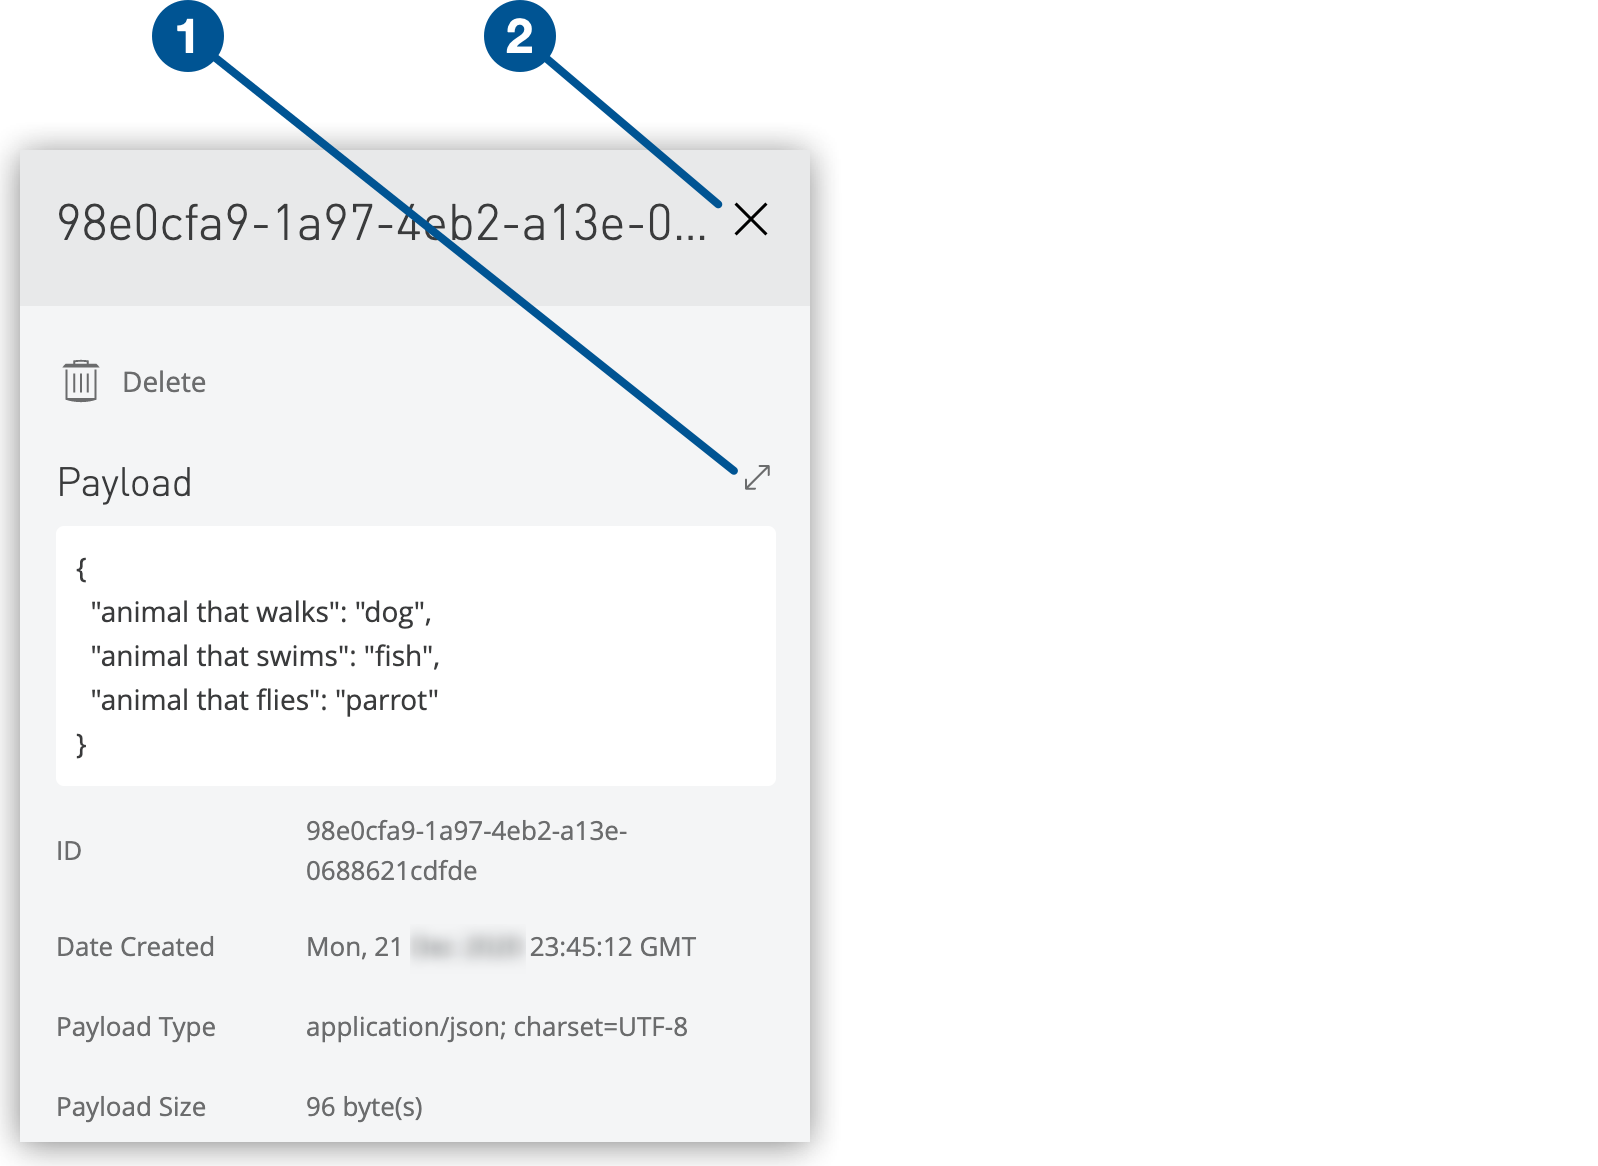 1
2
98e0cfa9-1a97-4eb2-a13e-0...
Delete
Payload
{
"animal that walks": "dog",
"animal that swims": "fish",
"animal that flies": "parrot"
}
ID
98e0cfa9-1a97-4eb2-a13e-
0688621cdfde
Date Created
Mon, 21 23:45:12 GMT
Payload Type
application/json; charset=UTF-8
Payload Size
96 byte(s)